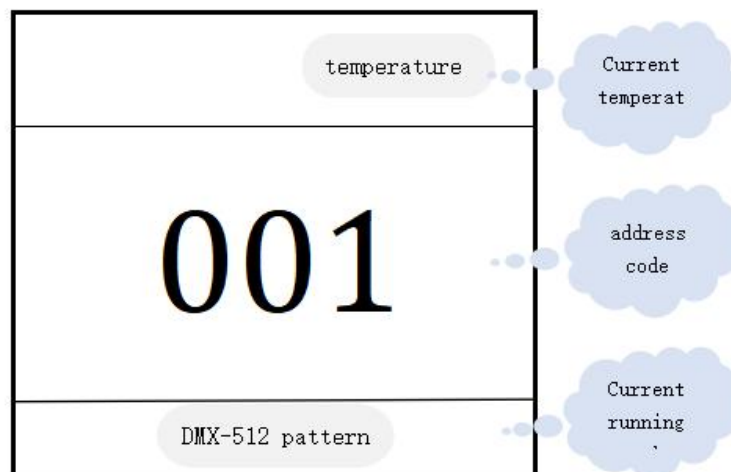 temperature
Current
temperat
001
address
code
DMX-512 pattern
Current
running